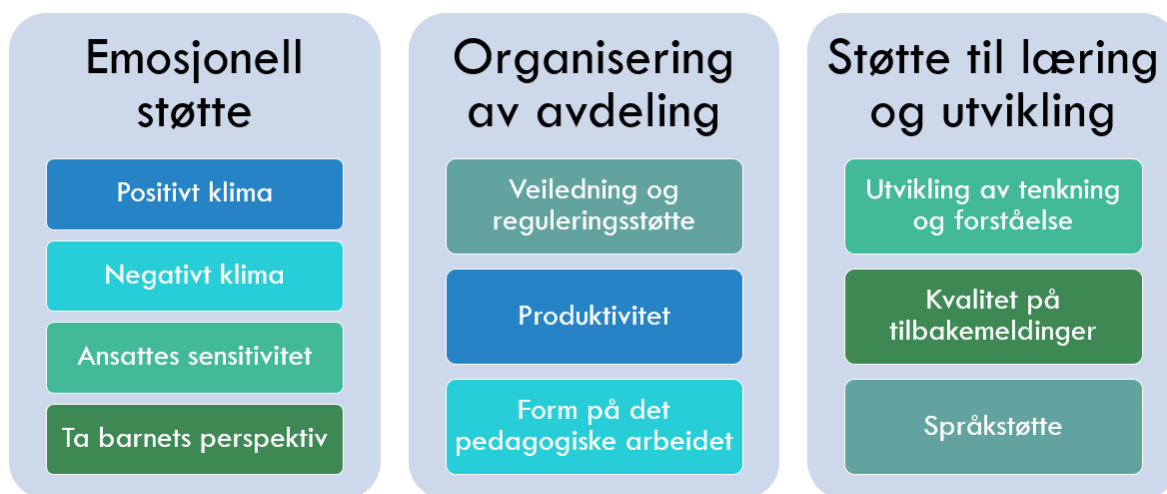 Emosjonell
støtte
Positivt klima
Negativt klima
Ansattes sensitivitet
Ta barnets perspektiv
Organisering
av avdeling
Veiledning og
reguleringsstøtte
Produktivitet
Form på det
pedagogiske arbeidet
Støtte til læring
og utvikling
Utvikling av tenkning
og forståelse
Kvalitet på
tilbakemeldinger
Språkstøtte